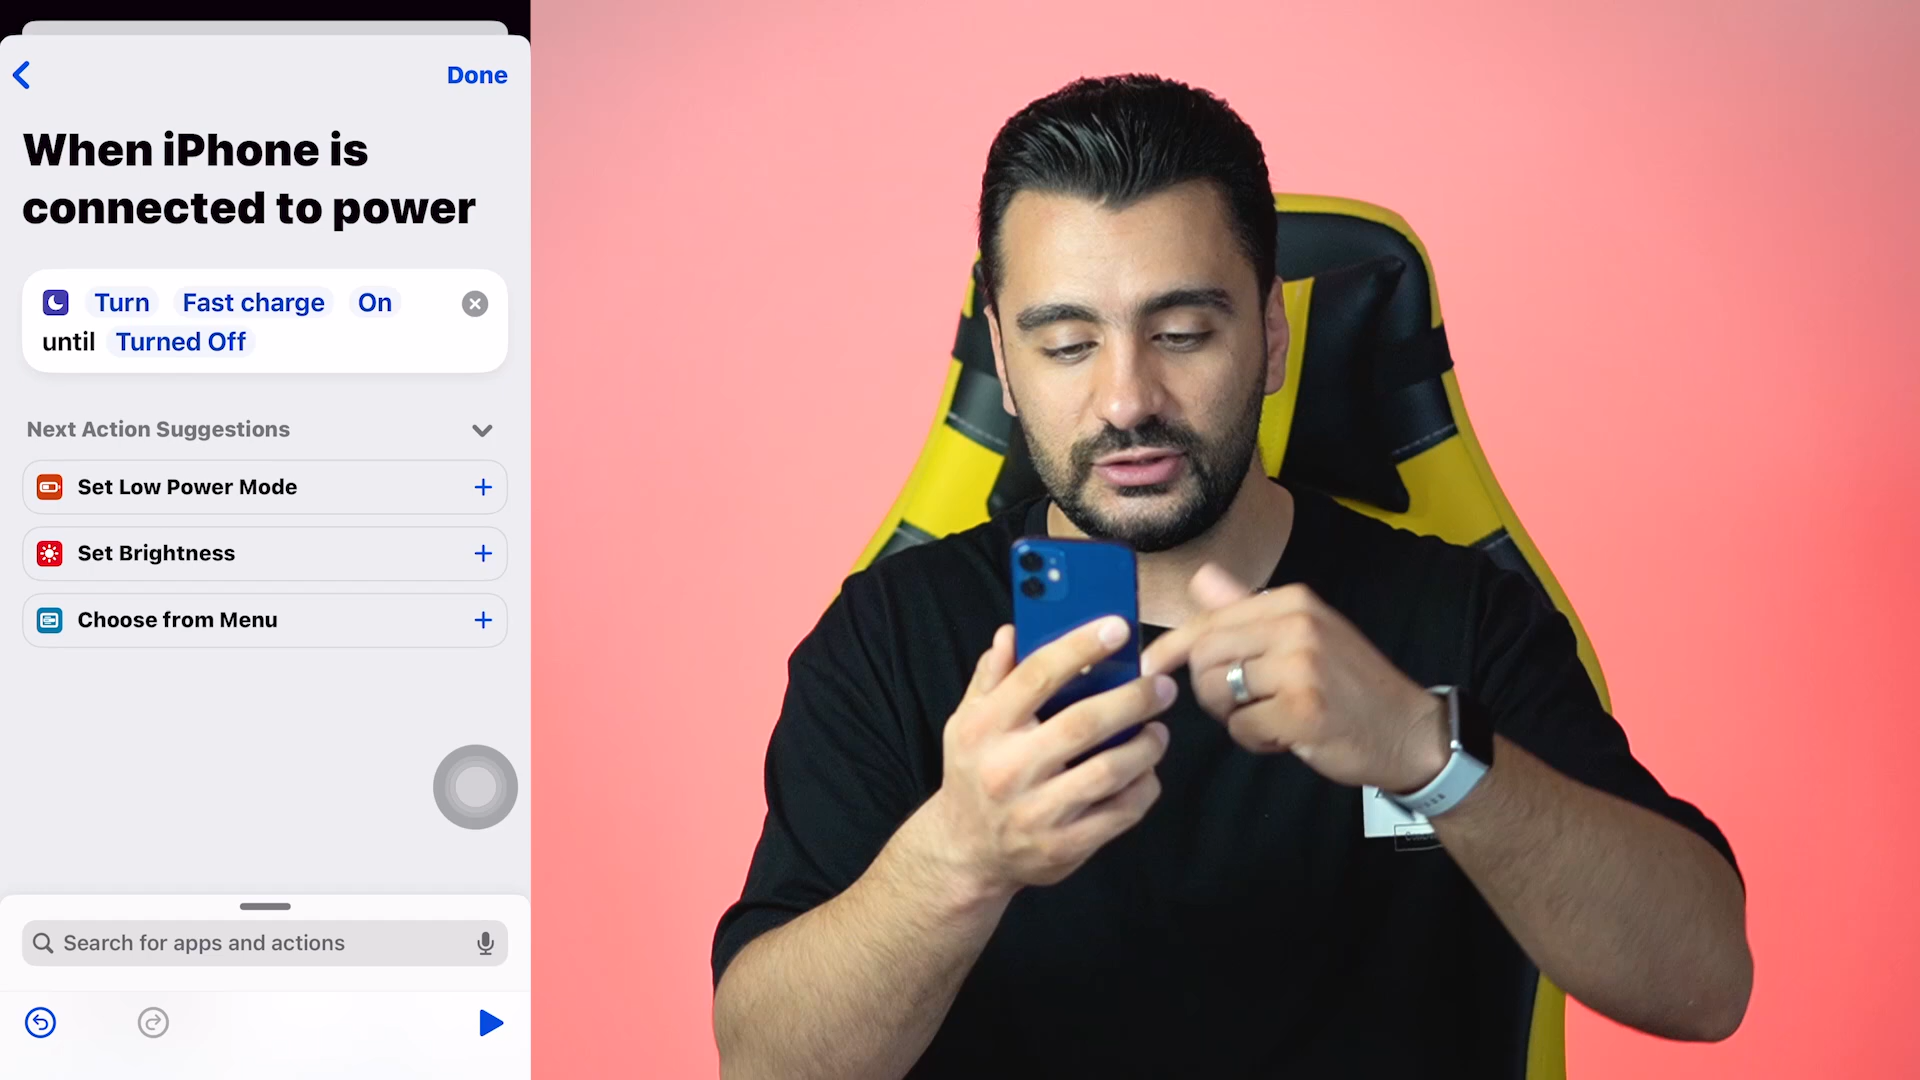 Done
When iPhone is
connected to power
Turn Fast charge On
until Turned Off
Next Action Suggestions
Set Low Power Mode
Set Brightness
Choose from Menu
Search for apps and actions